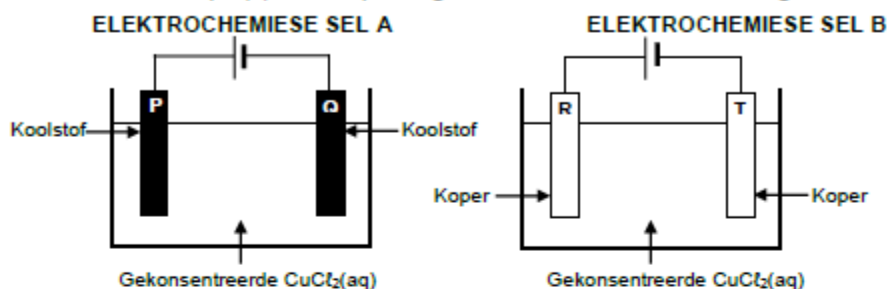 ELEKTROCHEMIESE SEL A
ELEKTROCHEMIESE SEL B
P
Q
R
T
Koolstof
Koolstof
Koper
Koper
Gekonsentreerde CuCℓ₂(aq)
Gekonsentreerde CuCℓ₂(aq)